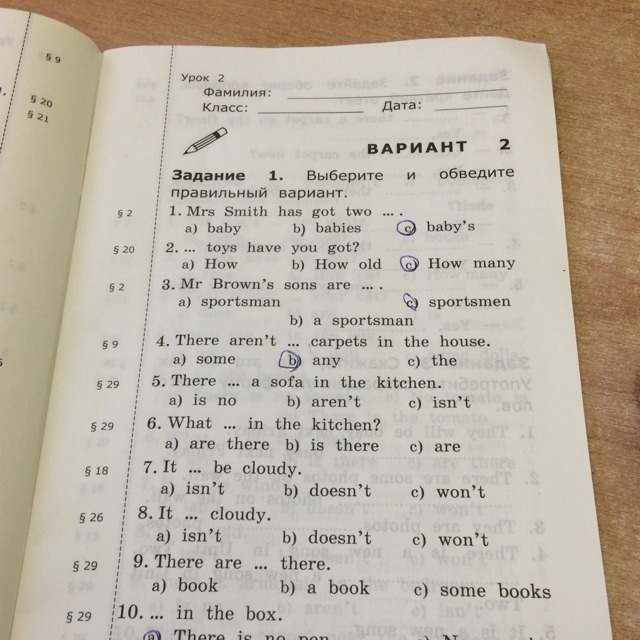 § 9
§ 20
§ 21
Урок 2
Фамилия:
Класс: Дата:
ВАРИАНТ 2
Задание 1. Выберите и обведите
правильный вариант.
§ 2 1. Mrs Smith has got two ... .
a) baby b) babies c) baby's
§ 20 2. ... toys have you got?
a) How b) How old c) How many
§ 2 3. Mr Brown's sons are ... .
a) sportsman c) sportsmen
b) a sportsman
§ 9 4. There aren't ... carpets in the house.
a) some b) any c) the
§ 29 5. There ... a sofa in the kitchen.
a) is no b) aren't c) isn't
§ 29 6. What ... in the kitchen?
a) are there b) is there c) are
§ 18 7. It ... be cloudy.
a) isn't b) doesn't c) won't
§ 26 8. It ... cloudy.
a) isn't b) doesn't c) won't
§ 29 9. There are ... there.
a) book b) a book c) some books
§ 29 10. ... in the box.
a) There is no pen